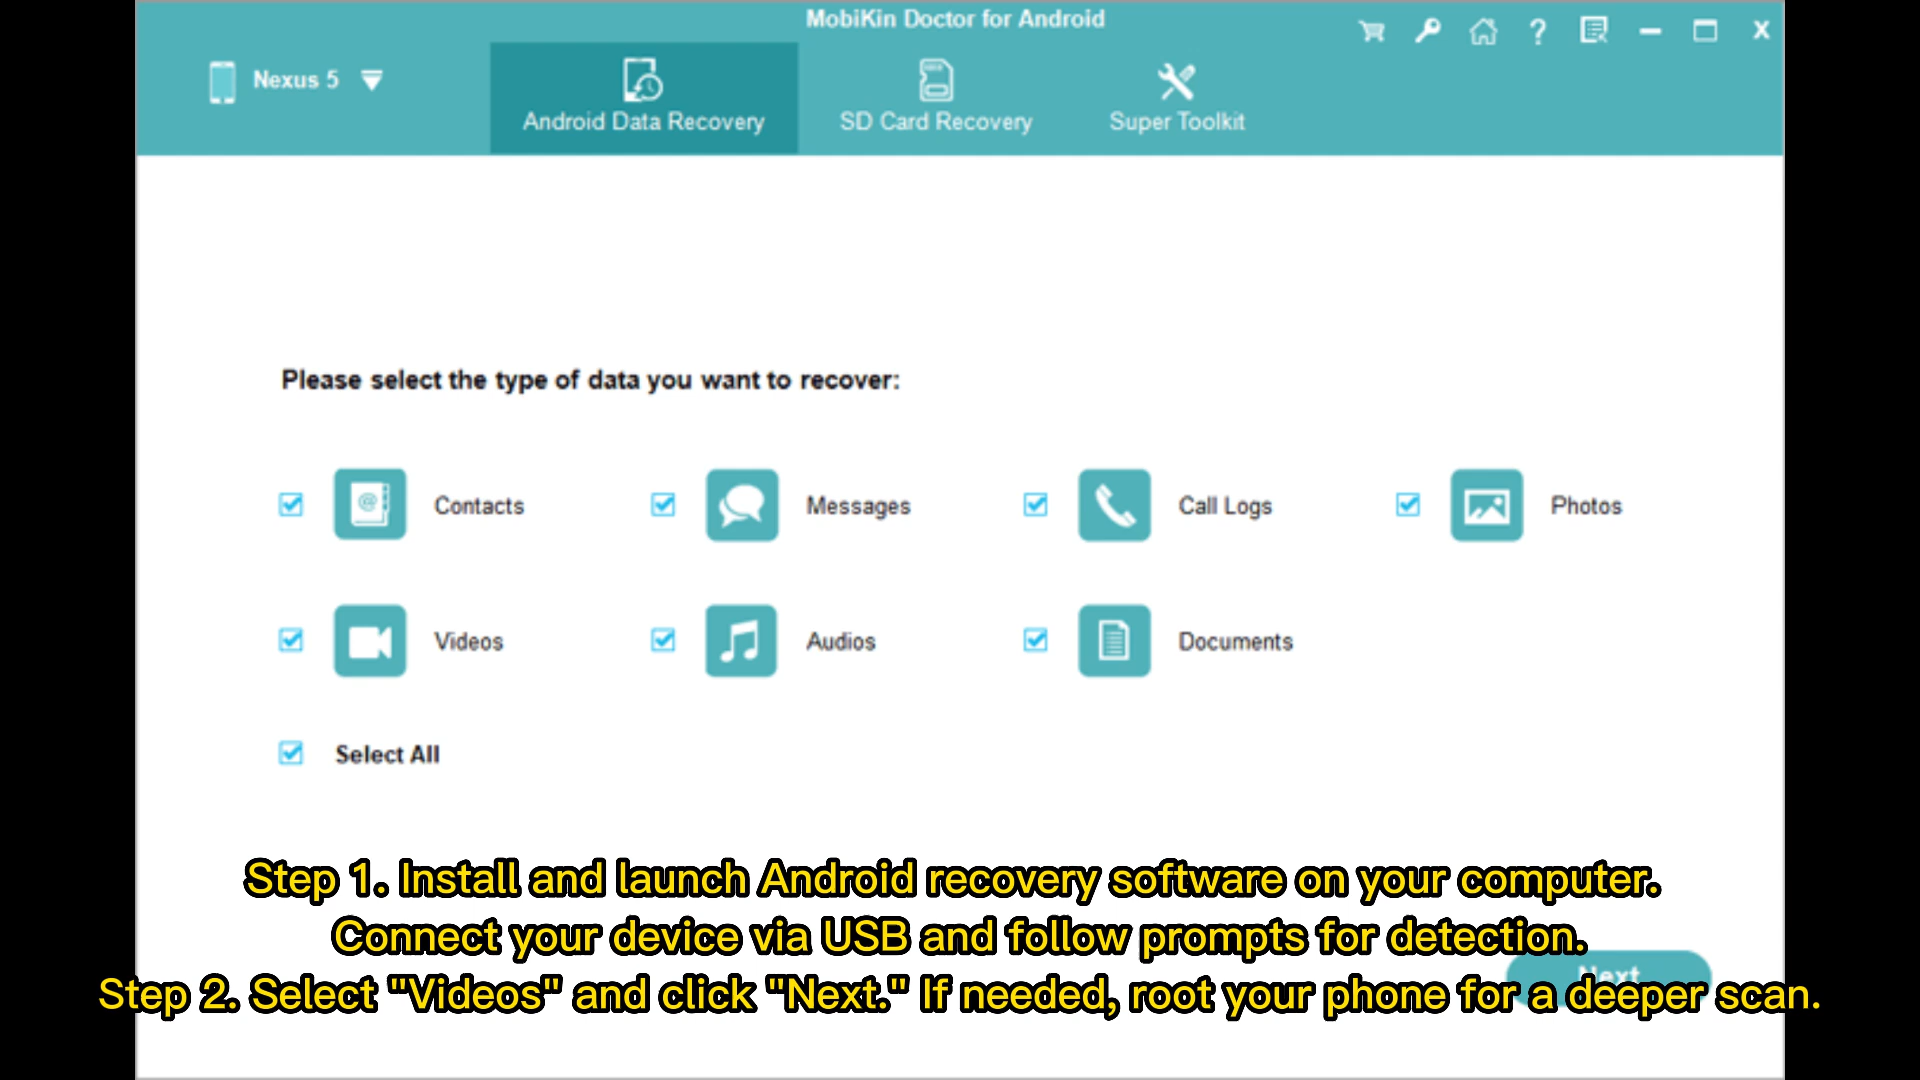 MobiKin Doctor for Android
Nexus 5
Android Data Recovery
SD Card Recovery
Super Toolkit
Please select the type of data you want to recover:
Contacts
Messages
Call Logs
Photos
Videos
Audios
Documents
Select All
Step 1. Install and launch Android recovery software on your computer.
Connect your device via USB and follow prompts for detection.
Next
Step 2. Select "Videos" and click "Next." If needed, root your phone for a deeper scan.